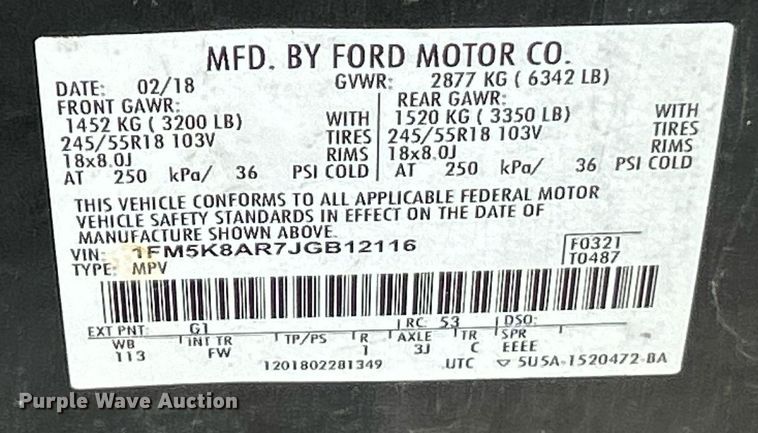 MFD. BY FORD MOTOR CO.
DATE: 02/18 GVWR: 2877 KG ( 6342 LB)
FRONT GAWR: REAR GAWR:
1452 KG ( 3200 LB) WITH 1520 KG ( 3350 LB) WITH
245/55R18 103V TIRES 245/55R18 103V TIRES
18x8.0J RIMS 18x8.0J RIMS
AT 250 kPa/ 36 PSI COLD AT 250 kPa/ 36 PSI COLD
THIS VEHICLE CONFORMS TO ALL APPLICABLE FEDERAL MOTOR
VEHICLE SAFETY STANDARDS IN EFFECT ON THE DATE OF
MANUFACTURE SHOWN ABOVE.
VIN: 1FM5K8AR7JGB12116 F0321
TYPE: MPV T0487
EXT PNT: G1 RC: 53 DSO:
WB INT TR TP/PS R AXLE TR SPR
113 FW 1 3J C EEEE
1201802281349 UTC ▽ 5U5A-1520472-BA
Purple Wave Auction